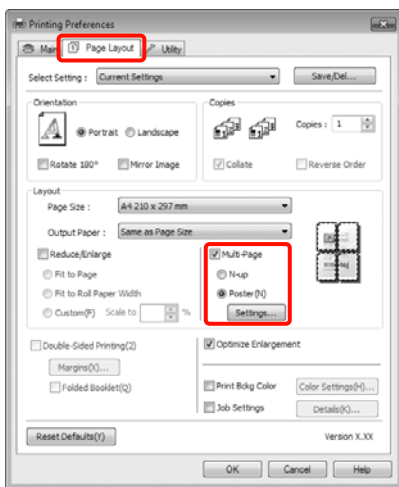 Printing Preferences
Main Page Layout Utility
Select Setting : Current Settings Save/Del...
Orientation
Portrait Landscape
Rotate 180° Mirror Image
Copies
Copies : 1
Collate Reverse Order
Layout
Page Size : A4 210 x 297 mm
Output Paper : Same as Page Size
Reduce/Enlarge
Fit to Page
Fit to Roll Paper Width
Custom(P) Scale to %
Multi-Page
N-up
Poster(N)
Settings...
Double-Sided Printing(2)
Margins(X)...
Folded Booklet(Q)
Optimize Enlargement
Print Bckg Color Color Settings(H)...
Job Settings Details(K)...
Reset Defaults(Y) Version X.XX
OK Cancel Help